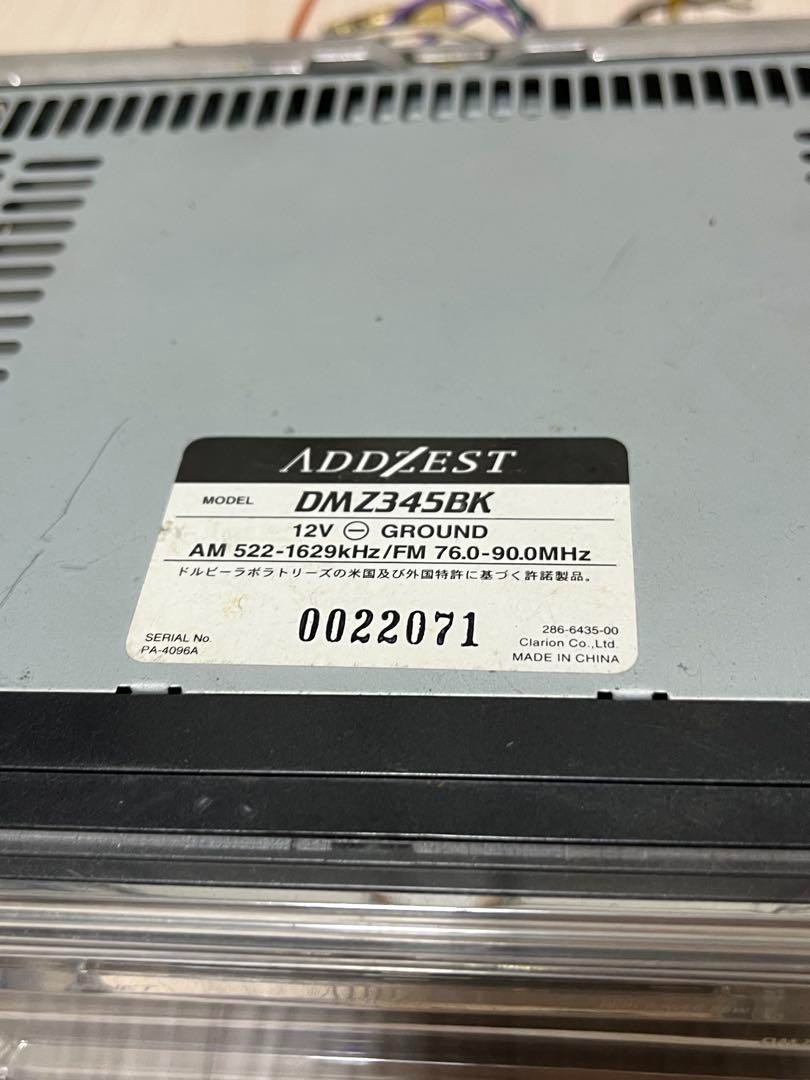 ADDZEST
MODEL DMZ345BK
12V ⊖ GROUND
AM 522-1629kHz/FM 76.0-90.0MHz
ドルビーラボラトリーズの米国及び外国特許に基づく許諾製品。
SERIAL No. 0022071 286-6435-00
PA-4096A Clarion Co.,Ltd.
MADE IN CHINA